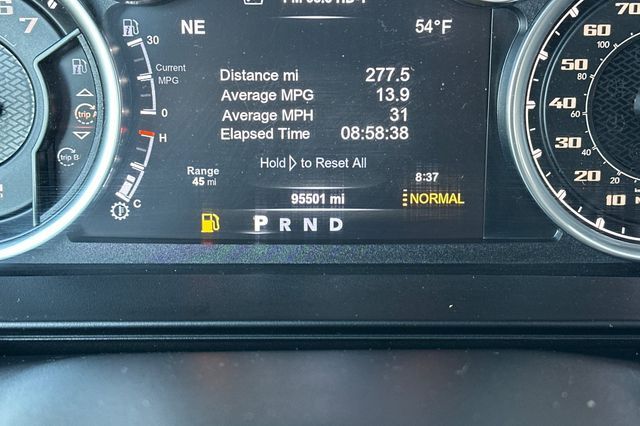 NE
54°F
30
Current
MPG
0
Distance mi 277.5
Average MPG 13.9
Average MPH 31
Elapsed Time 08:58:38
Hold to Reset All
H
C
Range
45 mi
95501 mi
8:37
NORMAL
P R N D
7
trip A
trip B
70
100
60
50
80
40
60
30
20
20
10